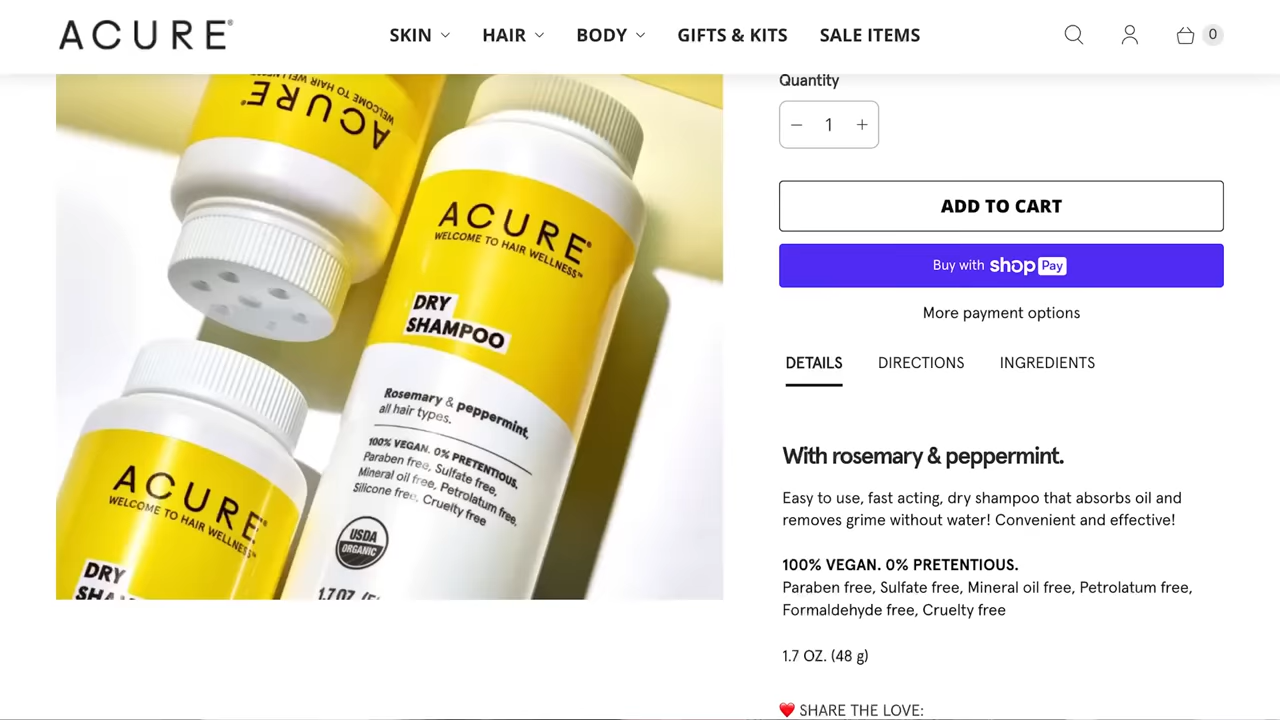 ACURE®
SKIN HAIR BODY GIFTS & KITS SALE ITEMS
0
WELCOME TO HAIR WELLNESS
ACURE
ACURE®
WELCOME TO HAIR WELLNESS™
DRY
SHAMPOO
Rosemary & peppermint,
all hair types.
100% VEGAN. 0% PRETENTIOUS.
Paraben free, Sulfate free,
Mineral oil free, Petrolatum free,
Silicone free, Cruelty free
USDA
ORGANIC
1.7 OZ.
ACURE®
WELCOME TO HAIR WELLNESS™
DRY
Quantity
1
ADD TO CART
Buy with shop Pay
More payment options
DETAILS DIRECTIONS INGREDIENTS
With rosemary & peppermint.
Easy to use, fast acting, dry shampoo that absorbs oil and
removes grime without water! Convenient and effective!
100% VEGAN. 0% PRETENTIOUS.
Paraben free, Sulfate free, Mineral oil free, Petrolatum free,
Formaldehyde free, Cruelty free
1.7 OZ. (48 g)
❤️ SHARE THE LOVE: